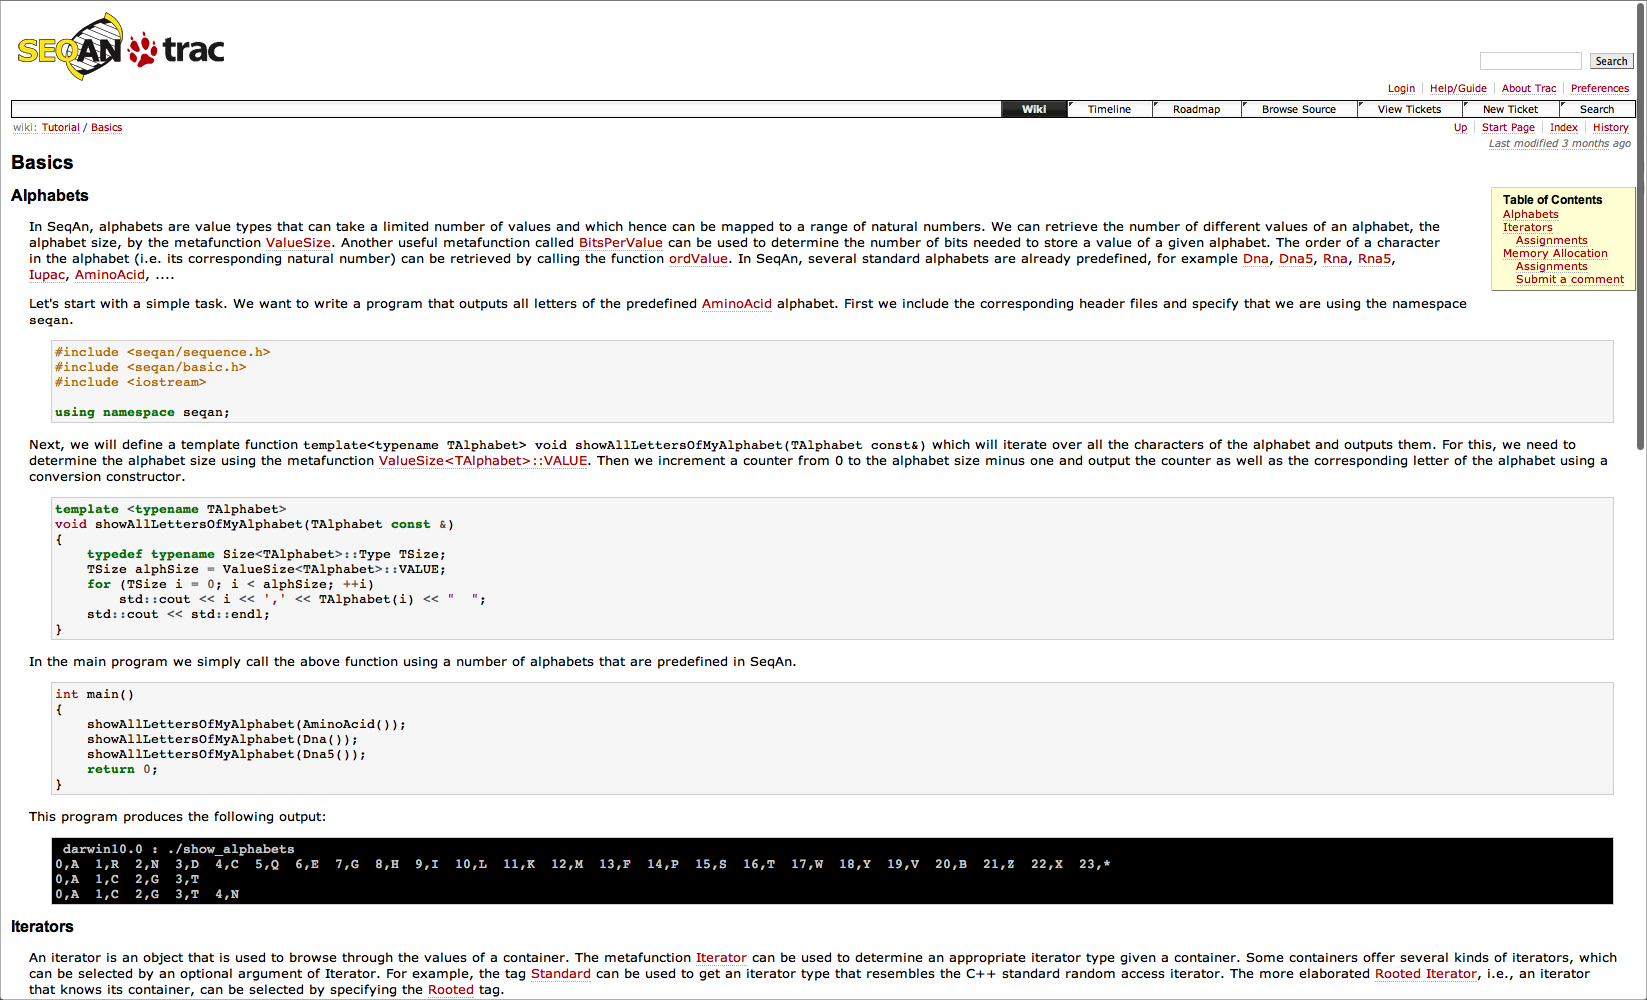 SEQAN trac
Search
Login Help/Guide About Trac Preferences
Wiki Timeline Roadmap Browse Source View Tickets New Ticket Search
wiki: Tutorial / Basics
Up Start Page Index History
Last modified 3 months ago
Basics
Alphabets
Table of Contents
Alphabets
Iterators
Assignments
Memory Allocation
Assignments
Submit a comment
In SeqAn, alphabets are value types that can take a limited number of values and which hence can be mapped to a range of natural numbers. We can retrieve the number of different values of an alphabet, the
alphabet size, by the metafunction ValueSize. Another useful metafunction called BitsPerValue can be used to determine the number of bits needed to store a value of a given alphabet. The order of a character
in the alphabet (i.e. its corresponding natural number) can be retrieved by calling the function ordValue. In SeqAn, several standard alphabets are already predefined, for example Dna, Dna5, Rna, Rna5,
Iupac, AminoAcid, ....
Let's start with a simple task. We want to write a program that outputs all letters of the predefined AminoAcid alphabet. First we include the corresponding header files and specify that we are using the namespace
seqan.
#include <seqan/sequence.h>
#include <seqan/basic.h>
#include <iostream>
using namespace seqan;
Next, we will define a template function template<typename TAlphabet> void showAllLettersOfMyAlphabet(TAlphabet const&) which will iterate over all the characters of the alphabet and outputs them. For this, we need to
determine the alphabet size using the metafunction ValueSize<TAlphabet>::VALUE. Then we increment a counter from 0 to the alphabet size minus one and output the counter as well as the corresponding letter of the alphabet using a
conversion constructor.
template <typename TAlphabet>
void showAllLettersOfMyAlphabet(TAlphabet const &)
{
    typedef typename Size<TAlphabet>::Type TSize;
    TSize alphSize = ValueSize<TAlphabet>::VALUE;
    for (TSize i = 0; i < alphSize; ++i)
        std::cout << i << ',' << TAlphabet(i) << "  ";
    std::cout << std::endl;
}
In the main program we simply call the above function using a number of alphabets that are predefined in SeqAn.
int main()
{
    showAllLettersOfMyAlphabet(AminoAcid());
    showAllLettersOfMyAlphabet(Dna());
    showAllLettersOfMyAlphabet(Dna5());
    return 0;
}
This program produces the following output:
darwin10.0 : ./show_alphabets
0,A  1,R  2,N  3,D  4,C  5,Q  6,E  7,G  8,H  9,I  10,L  11,K  12,M  13,F  14,P  15,S  16,T  17,W  18,Y  19,V  20,B  21,Z  22,X  23,*
0,A  1,C  2,G  3,T
0,A  1,C  2,G  3,T  4,N
Iterators
An iterator is an object that is used to browse through the values of a container. The metafunction Iterator can be used to determine an appropriate iterator type given a container. Some containers offer several kinds of iterators, which
can be selected by an optional argument of Iterator. For example, the tag Standard can be used to get an iterator type that resembles the C++ standard random access iterator. The more elaborated Rooted Iterator, i.e., an iterator
that knows its container, can be selected by specifying the Rooted tag.